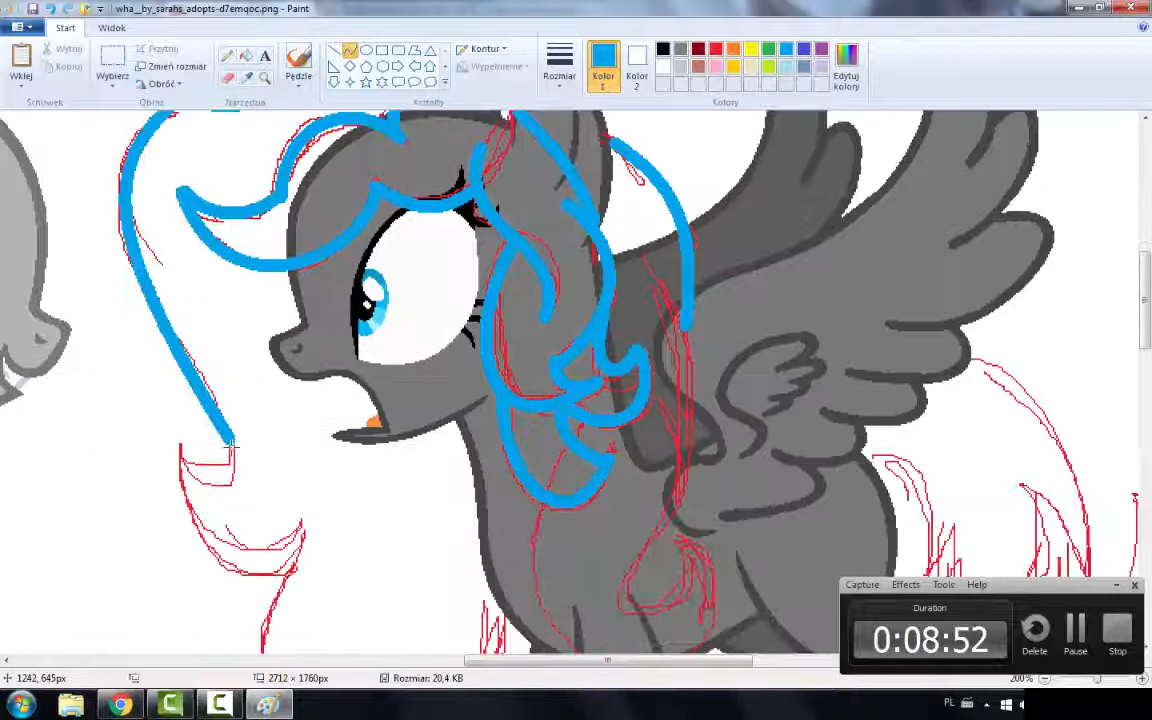 wha__by_sarahs_adopts-d7emqoc.png - Paint
Start Widok
Wklej
Wytnij
Kopiuj
Schowek
Wybierz
Przytnij
Zmień rozmiar
Obróć
Obraz
A
Narzędzia
Pędzle
Kontur
Wypełnienie
Kształty
Rozmiar
Kolor
1
Kolor
2
Edytuj
kolory
Kolory
Capture Effects Tools Help
Duration
0:08:52
Delete Pause Stop
1242, 645px
2712 × 1760px
Rozmiar: 20,4 KB
200%
PL